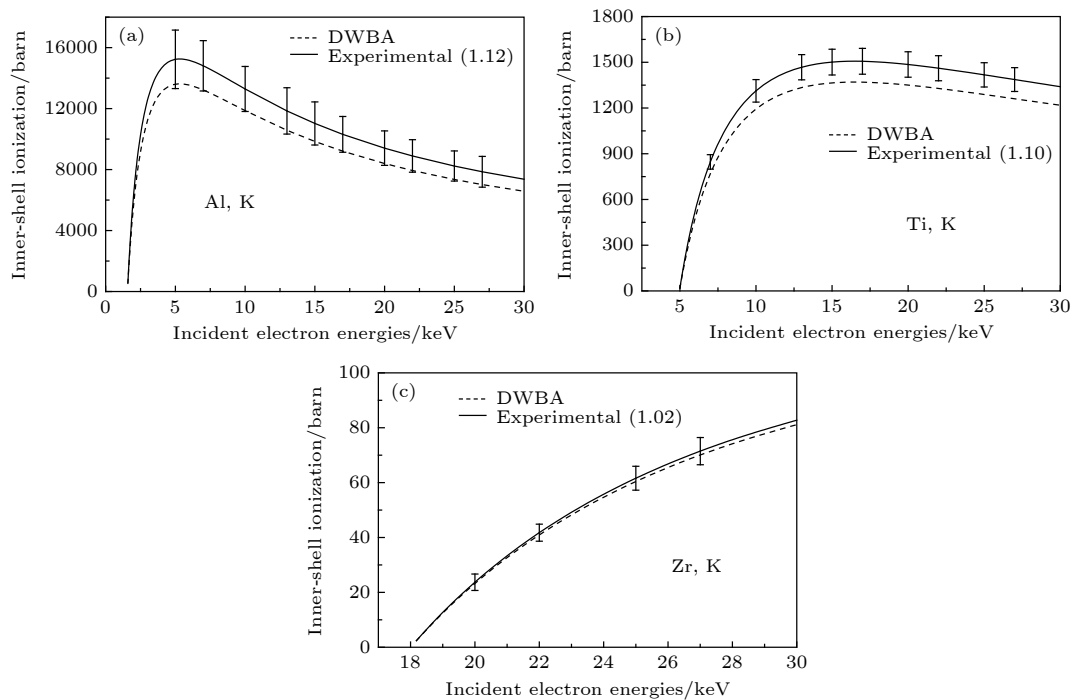 (a)
DWBA
Experimental (1.12)
16000
12000
8000
4000
0
Inner-shell ionization/barn
Al, K
0 5 10 15 20 25 30
Incident electron energies/keV
(b)
DWBA
Experimental (1.10)
1800
1500
1200
900
600
300
0
Inner-shell ionization/barn
Ti, K
5 10 15 20 25 30
Incident electron energies/keV
(c)
DWBA
Experimental (1.02)
100
80
60
40
20
0
Inner-shell ionization/barn
Zr, K
18 20 22 24 26 28 30
Incident electron energies/keV